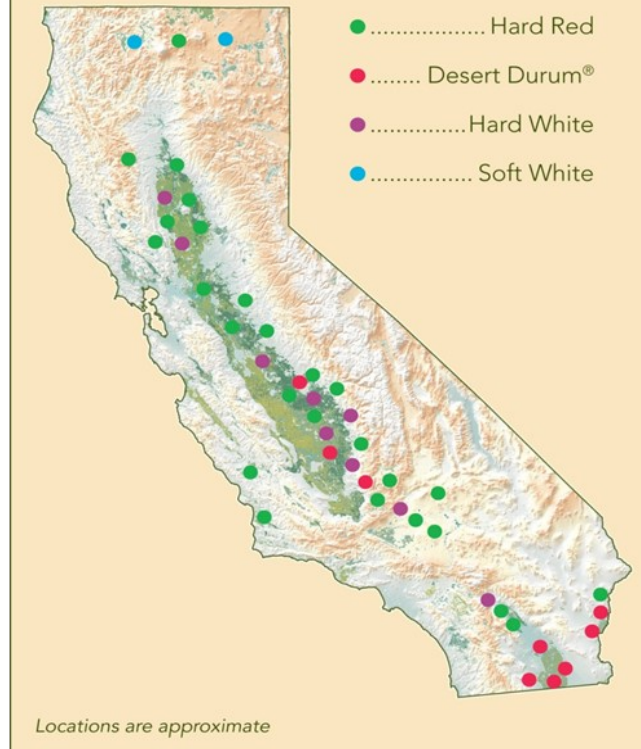 .................. Hard Red
........ Desert Durum®
...............Hard White
................ Soft White
Locations are approximate